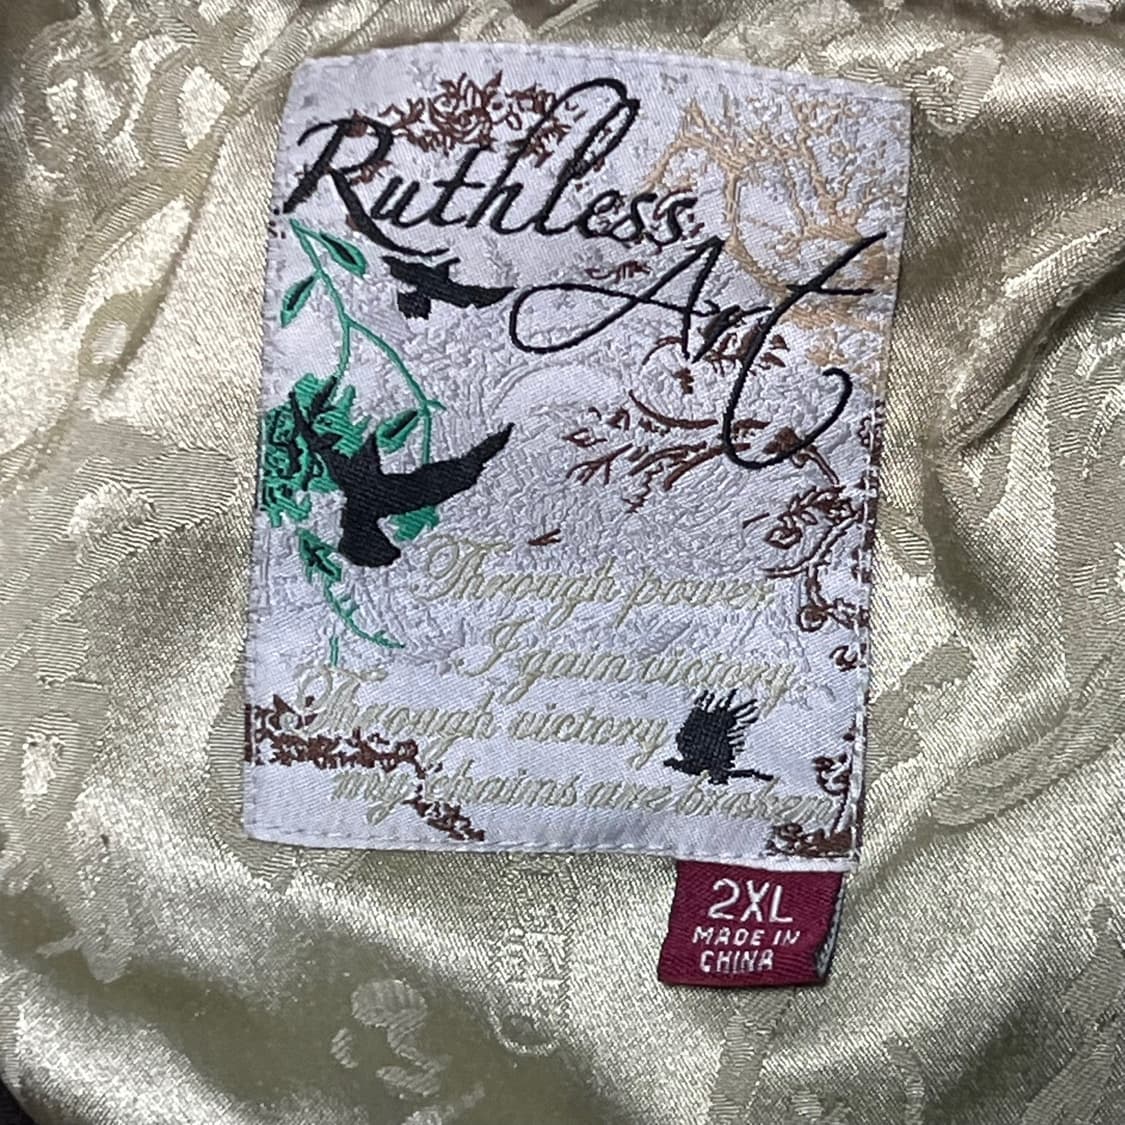 Ruthless
Art
Through power,
I gain victory.
Through victory
my chains are broken
2XL
MADE IN
CHINA